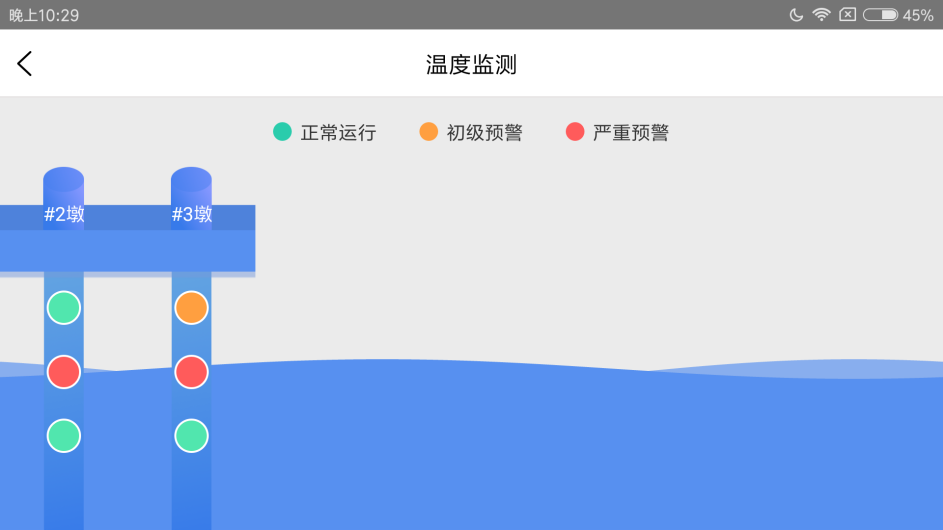 晚上10:29
45%
温度监测
正常运行
初级预警
严重预警
#2墩
#3墩